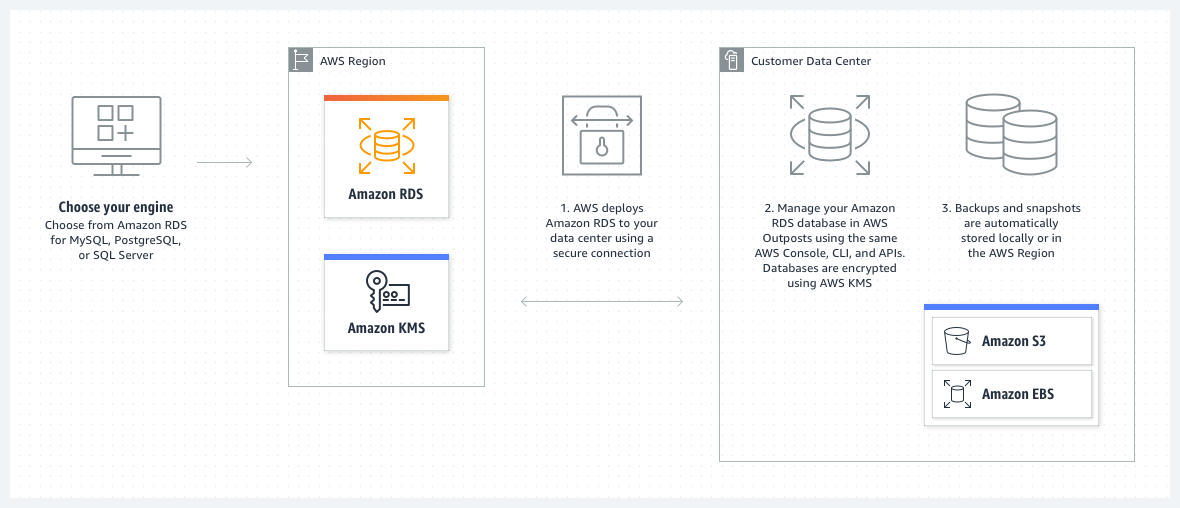 Choose your engine
Choose from Amazon RDS
for MySQL, PostgreSQL,
or SQL Server
AWS Region
Amazon RDS
Amazon KMS
1. AWS deploys
Amazon RDS to your
data center using a
secure connection
Customer Data Center
2. Manage your Amazon
RDS database in AWS
Outposts using the same
AWS Console, CLI, and APIs.
Databases are encrypted
using AWS KMS
3. Backups and snapshots
are automatically
stored locally or in
the AWS Region
Amazon S3
Amazon EBS